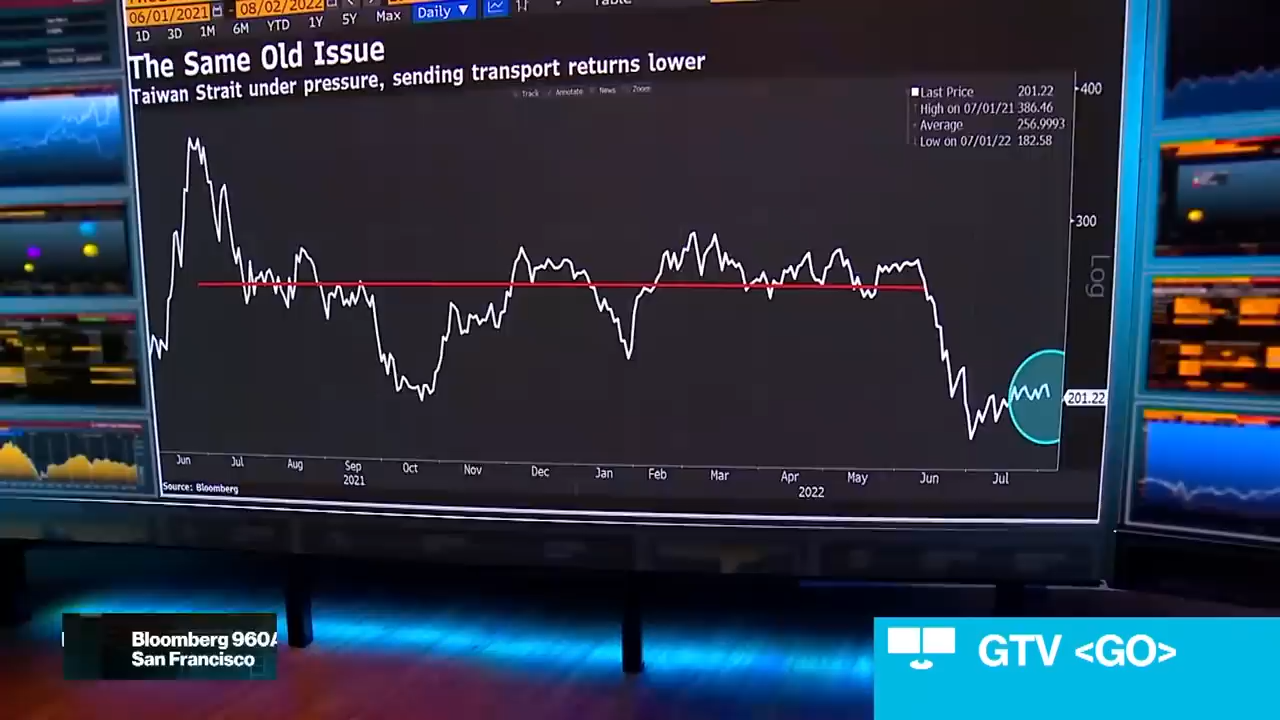 06/01/2021 - 08/02/2022
1D 3D 1M 6M YTD 1Y 5Y Max Daily ▼
The Same Old Issue
Taiwan Strait under pressure, sending transport returns lower
Track Annotate News Zoom
Last Price 201.22
High on 07/01/21 386.46
Average 256.9993
Low on 07/01/22 182.58
400
300
Log
201.22
Jun Jul Aug Sep Oct Nov Dec Jan Feb Mar Apr May Jun Jul
2021 2022
Source: Bloomberg
Bloomberg 960A
San Francisco
GTV <GO>